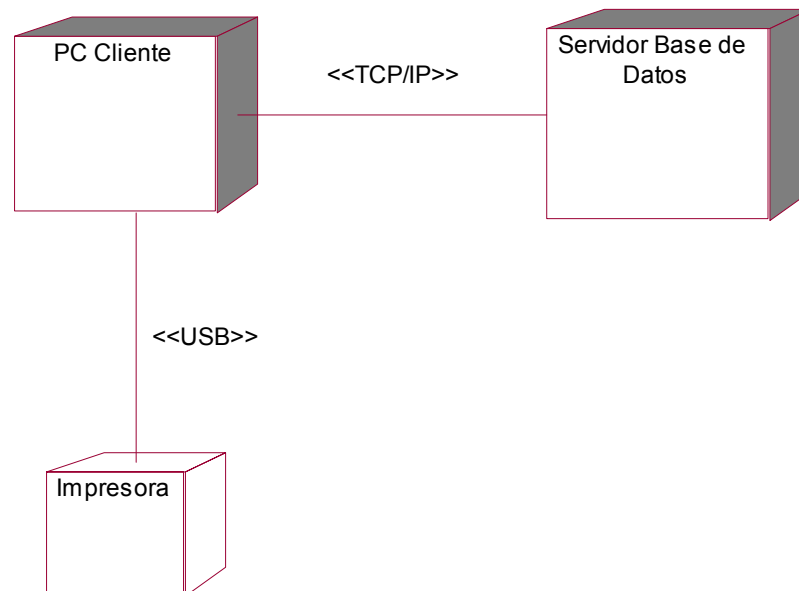 PC Cliente
<<TCP/IP>>
Servidor Base de
Datos
<<USB>>
Impresora